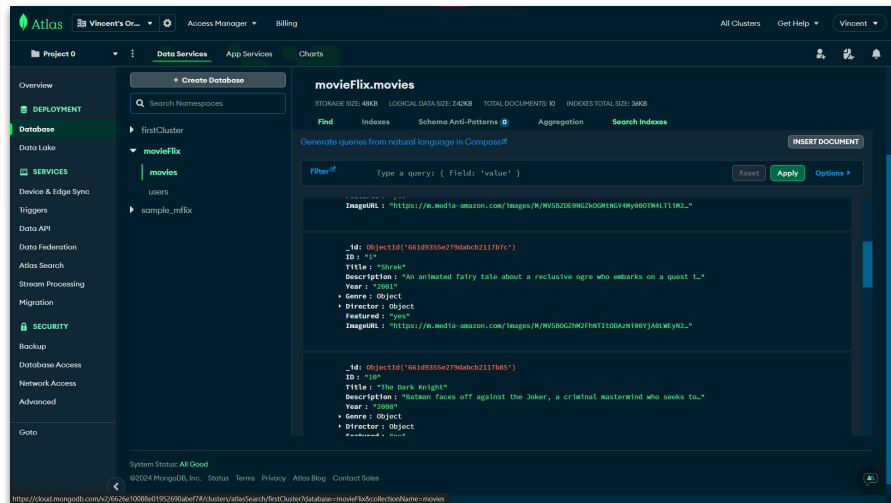 Atlas
Vincent's Or...
Access Manager
Billing
All Clusters
Get Help
Vincent
Project 0
Data Services
App Services
Charts
Overview
DEPLOYMENT
Database
Data Lake
SERVICES
Device & Edge Sync
Triggers
Data API
Data Federation
Atlas Search
Stream Processing
Migration
SECURITY
Backup
Database Access
Network Access
Advanced
Goto
+ Create Database
Search Namespaces
firstCluster
movieFlix
movies
users
sample_mflix
movieFlix.movies
STORAGE SIZE: 48KB LOGICAL DATA SIZE: 7.42KB TOTAL DOCUMENTS: 10 INDEXES TOTAL SIZE: 36KB
Find
Indexes
Schema Anti-Patterns 0
Aggregation
Search Indexes
Generate queries from natural language in Compass
INSERT DOCUMENT
Filter
Type a query: { field: 'value' }
Reset
Apply
Options
ImageURL : "https://m.media-amazon.com/images/M/
_id: ObjectId('661d9355e279dabcb2117b7c')
ID : "1"
Title : "Shrek"
Description : "An animated fairy tale about a reclusive ogre who embarks on a quest t…"
Year : "2001"
Genre : Object
Director : Object
Featured : "yes"
ImageURL : "https://m.media-amazon.com/images/M/
_id: ObjectId('661d9355e279dabcb2117b85')
ID : "10"
Title : "The Dark Knight"
Description : "Batman faces off against the Joker, a criminal mastermind who seeks to…"
Year : "2008"
Genre : Object
Director : Object
System Status: All Good
©2024 MongoDB, Inc. Status Terms Privacy Atlas Blog Contact Sales
https://cloud.mongodb.com/v2/6626e10088e01952690abef7#/clusters/atlasSearch/firstCluster?database=movieFlix&collectionName=movies